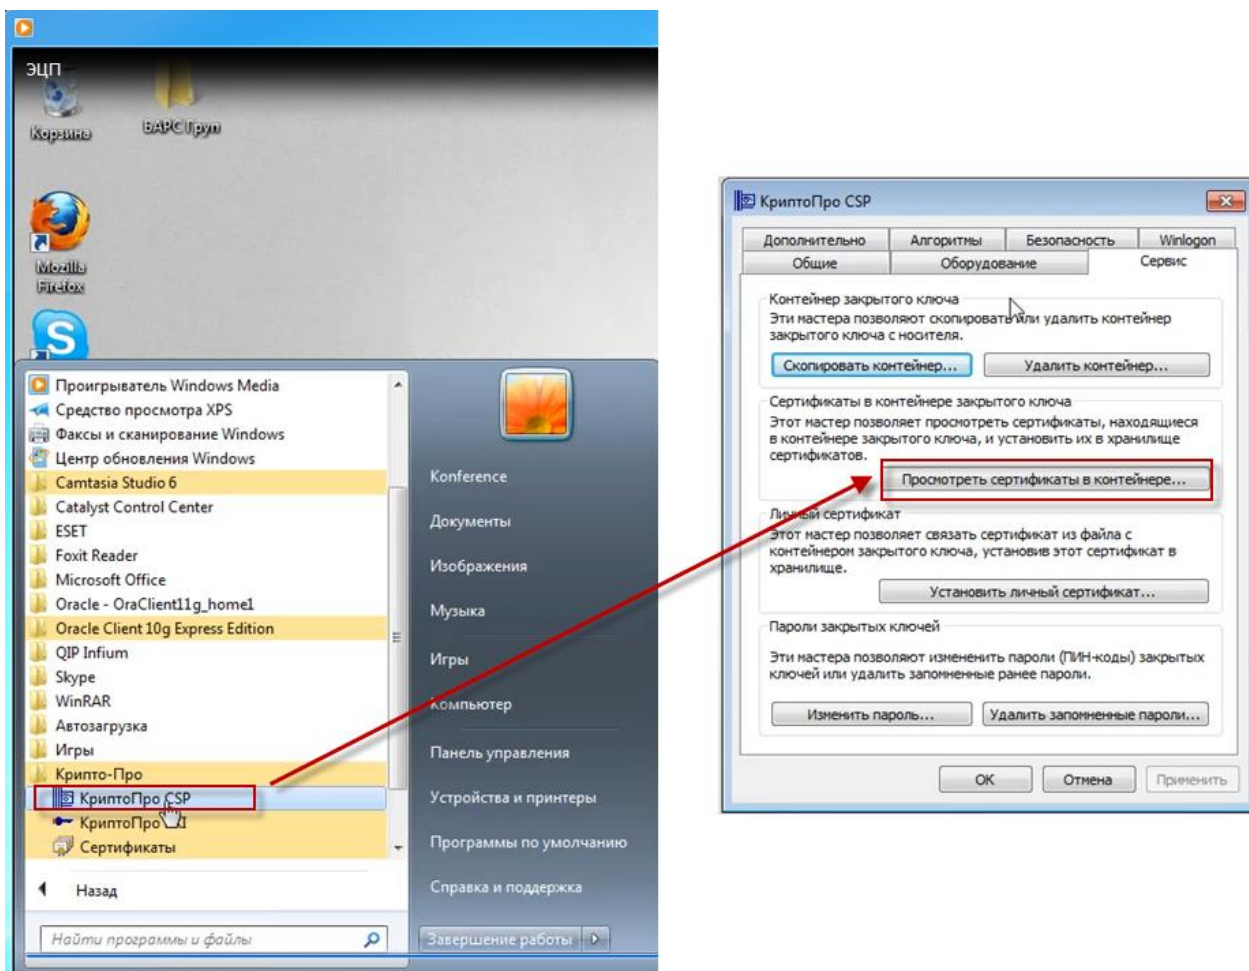 ЭЦП
Корзина
БАРС Груп
Mozilla
Firefox
Проигрыватель Windows Media
Средство просмотра XPS
Факсы и сканирование Windows
Центр обновления Windows
Camtasia Studio 6
Catalyst Control Center
ESET
Foxit Reader
Microsoft Office
Oracle - OraClient11g_home1
Oracle Client 10g Express Edition
QIP Infium
Skype
WinRAR
Автозагрузка
Игры
Крипто-Про
КриптоПро CSP
КриптоПро
Сертификаты
Назад
Найти программы и файлы
Konference
Документы
Изображения
Музыка
Игры
Компьютер
Панель управления
Устройства и принтеры
Программы по умолчанию
Справка и поддержка
Завершение работы
КриптоПро CSP
Дополнительно Алгоритмы Безопасность Winlogon
Общие Оборудование Сервис
Контейнер закрытого ключа
Эти мастера позволяют скопировать или удалить контейнер
закрытого ключа с носителя.
Скопировать контейнер... Удалить контейнер...
Сертификаты в контейнере закрытого ключа
Этот мастер позволяет просмотреть сертификаты, находящиеся
в контейнере закрытого ключа, и установить их в хранилище
сертификатов.
Просмотреть сертификаты в контейнере...
Личный сертификат
Этот мастер позволяет связать сертификат из файла с
контейнером закрытого ключа, установив этот сертификат в
хранилище.
Установить личный сертификат...
Пароли закрытых ключей
Эти мастера позволяют измененить пароли (ПИН-коды) закрытых
ключей или удалить запомненные ранее пароли.
Изменить пароль... Удалить запомненные пароли...
ОК Отмена Применить